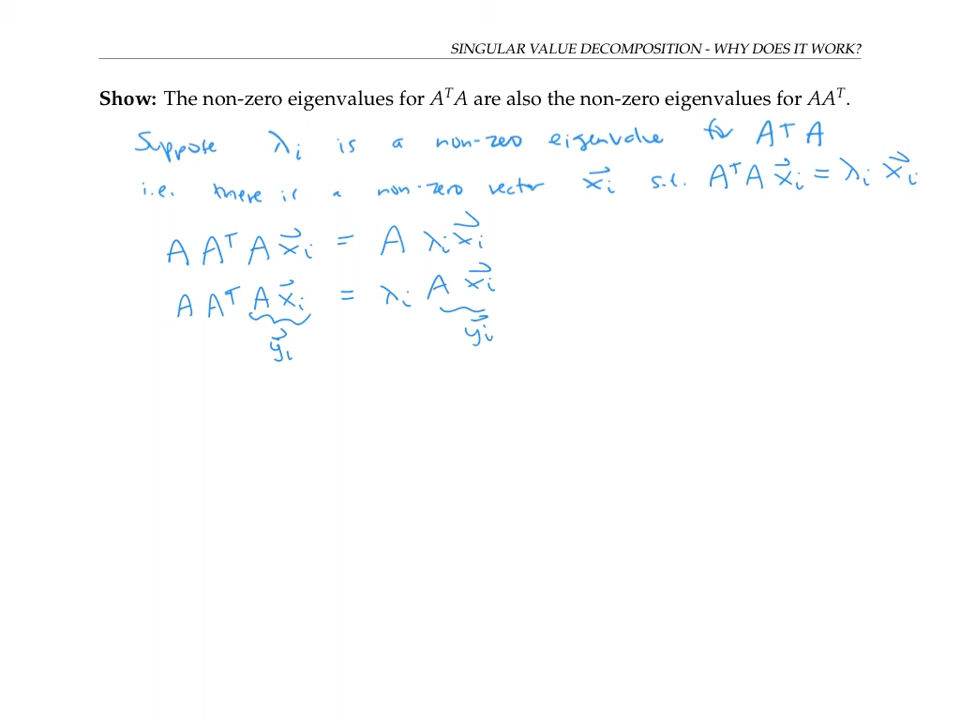 SINGULAR VALUE DECOMPOSITION - WHY DOES IT WORK?
Show: The non-zero eigenvalues for AᵀA are also the non-zero eigenvalues for AAᵀ.
Suppose λᵢ is a non-zero eigenvalue for Aᵀ A
i.e. there is a non-zero vector x⃗ᵢ s.t. AᵀA x⃗ᵢ = λᵢ x⃗ᵢ
A Aᵀ A x⃗ᵢ = A λᵢ x⃗ᵢ
A Aᵀ A x⃗ᵢ = λᵢ A x⃗ᵢ
y⃗ᵢ y⃗ᵢ